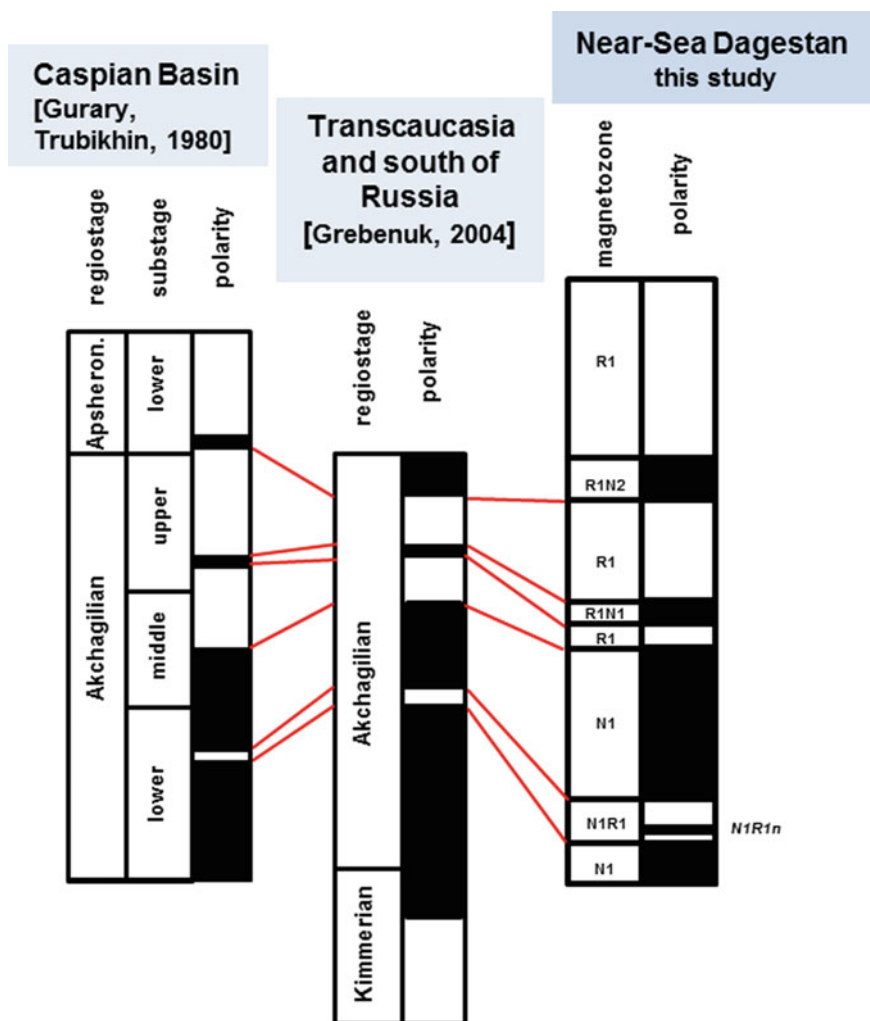 Caspian Basin
[Gurary,
Trubikhin, 1980]
regiostage
substage
polarity
Apsheron.
lower
Akchagilian
upper
middle
lower
Transcaucasia
and south of
Russia
[Grebenuk, 2004]
regiostage
polarity
Akchagilian
Kimmerian
Near-Sea Dagestan
this study
magnetozone
polarity
R1
R1N2
R1
R1N1
R1
N1
N1R1
N1R1n
N1